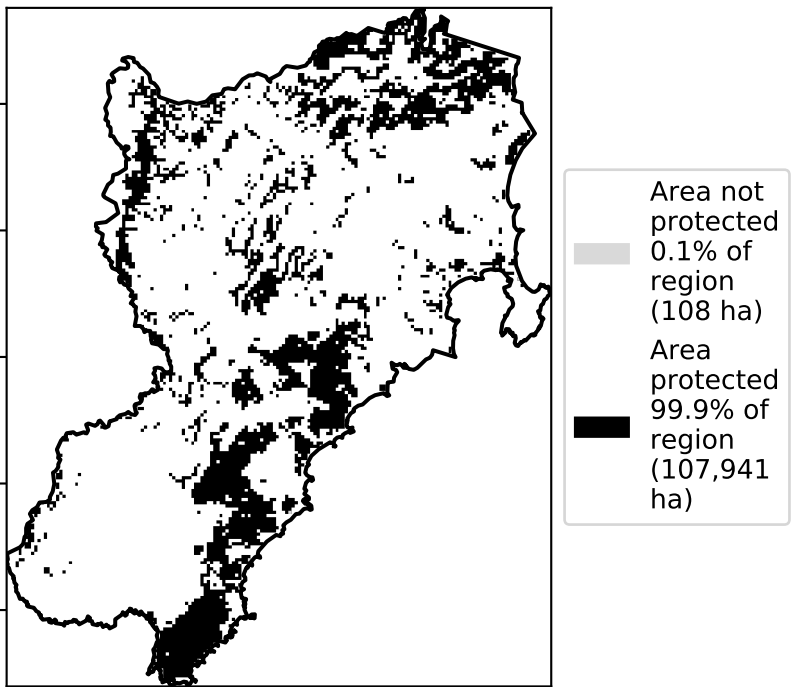 Area not
protected
0.1% of
region
(108 ha)
Area
protected
99.9% of
region
(107,941
ha)